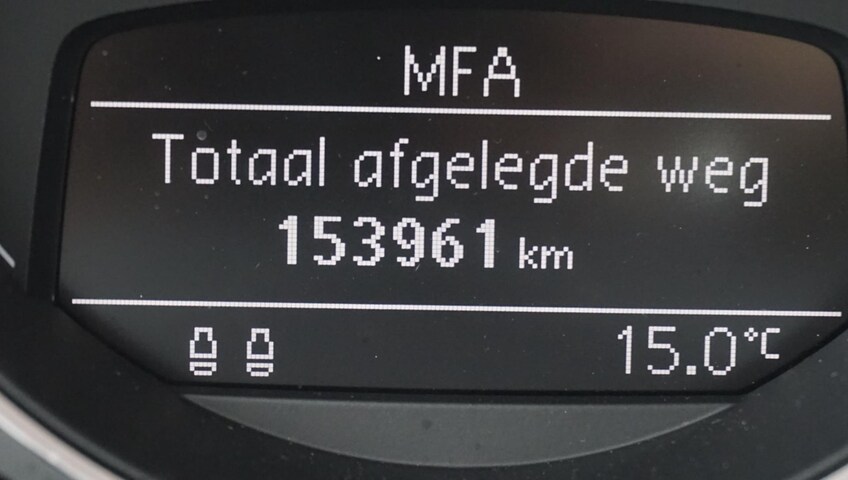 MFA
Totaal afgelegde weg
153961 km
15.0°C